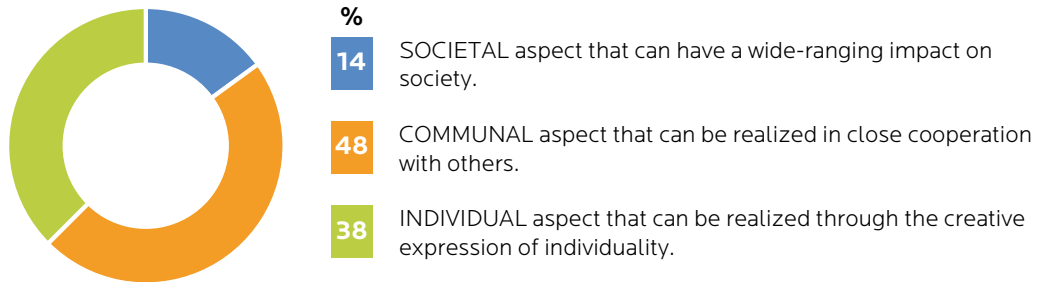 %
14
SOCIETAL aspect that can have a wide-ranging impact on
society.
48
COMMUNAL aspect that can be realized in close cooperation
with others.
38
INDIVIDUAL aspect that can be realized through the creative
expression of individuality.